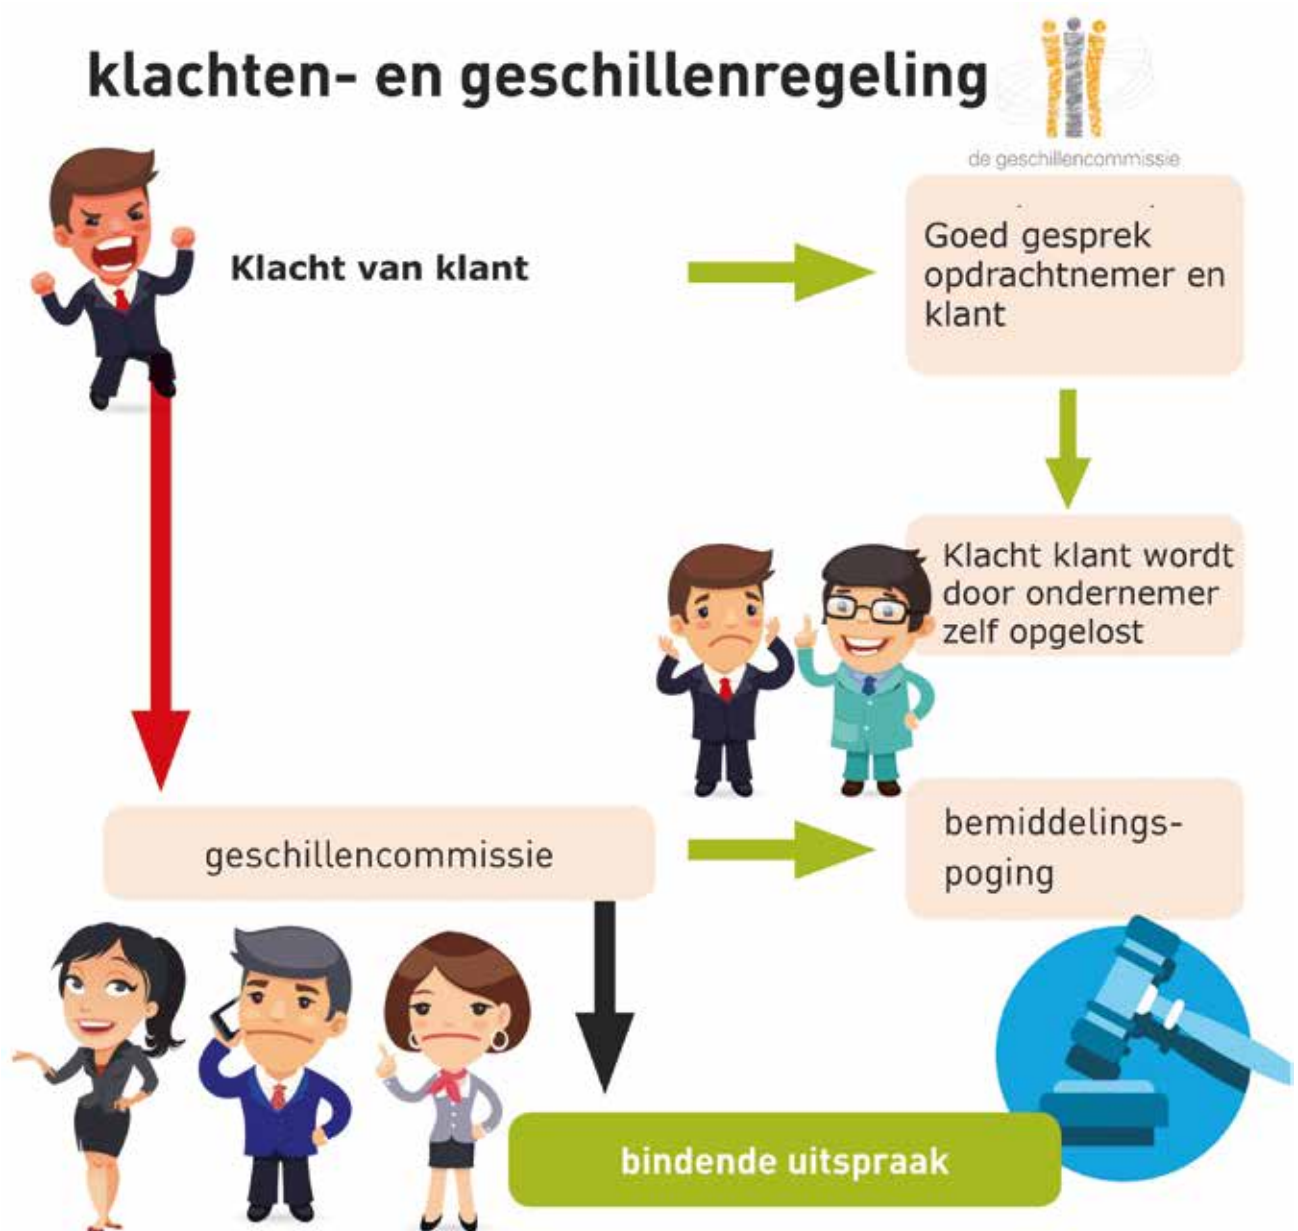 klachten- en geschillenregeling
de geschillencommissie
Klacht van klant
Goed gesprek
opdrachtnemer en
klant
Klacht klant wordt
door ondernemer
zelf opgelost
geschillencommissie
bemiddelings-
poging
bindende uitspraak